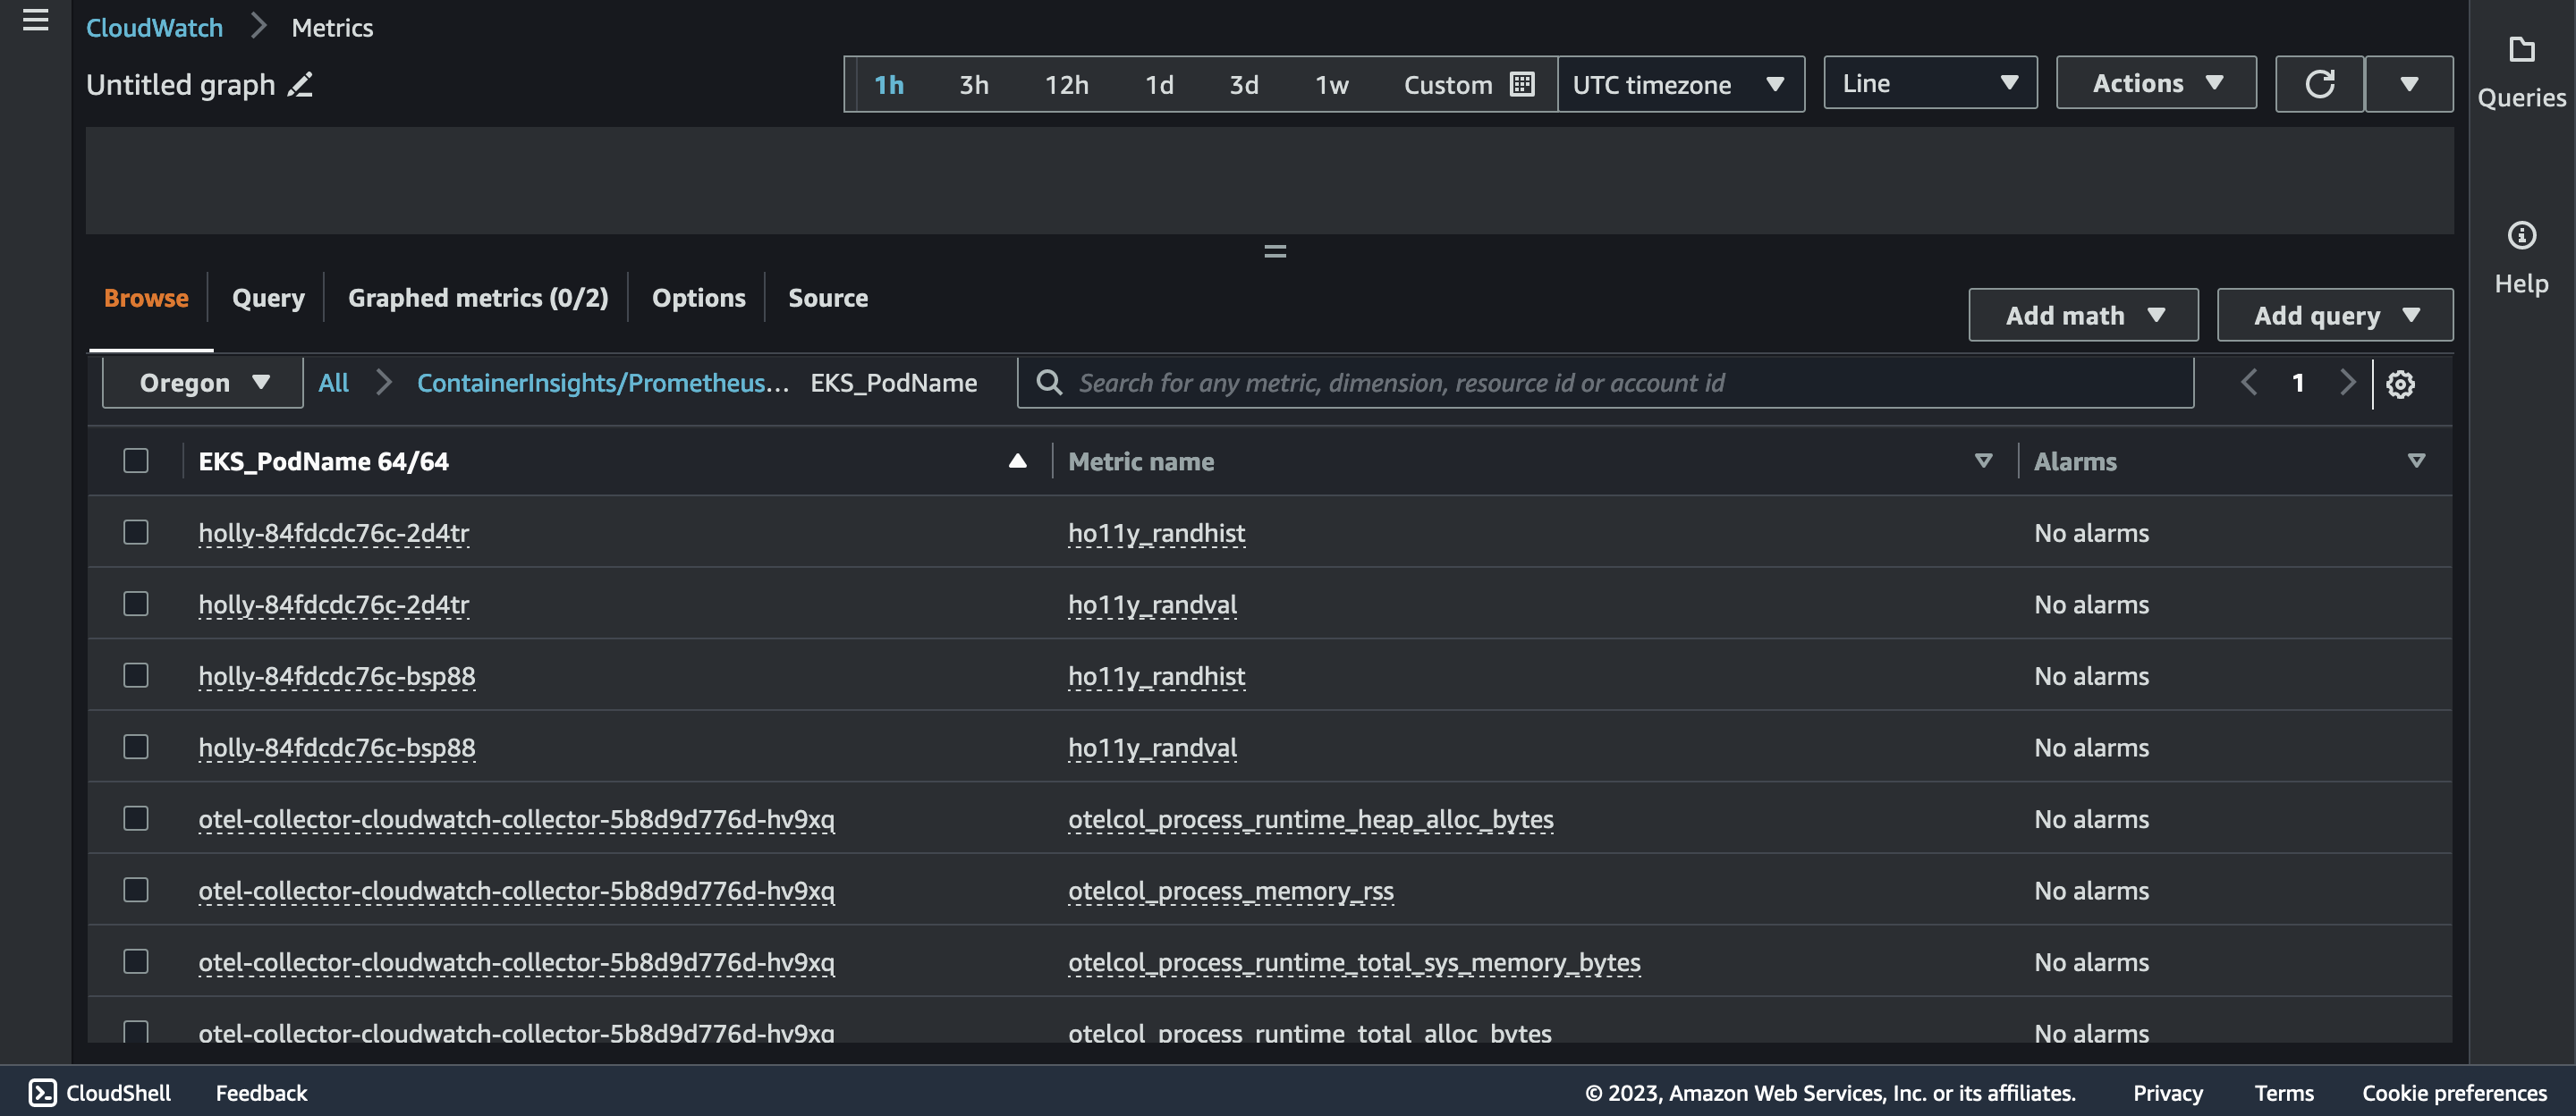 CloudWatch > Metrics
Untitled graph
1h 3h 12h 1d 3d 1w Custom UTC timezone Line Actions
Queries
Help
Browse Query Graphed metrics (0/2) Options Source
Add math Add query
Oregon All > ContainerInsights/Prometheus... EKS_PodName Search for any metric, dimension, resource id or account id 1
EKS_PodName 64/64 Metric name Alarms
holly-84fdcdc76c-2d4tr ho11y_randhist No alarms
holly-84fdcdc76c-2d4tr ho11y_randval No alarms
holly-84fdcdc76c-bsp88 ho11y_randhist No alarms
holly-84fdcdc76c-bsp88 ho11y_randval No alarms
otel-collector-cloudwatch-collector-5b8d9d776d-hv9xq otelcol_process_runtime_heap_alloc_bytes No alarms
otel-collector-cloudwatch-collector-5b8d9d776d-hv9xq otelcol_process_memory_rss No alarms
otel-collector-cloudwatch-collector-5b8d9d776d-hv9xq otelcol_process_runtime_total_sys_memory_bytes No alarms
otel-collector-cloudwatch-collector-5b8d9d776d-hv9xq otelcol_process_runtime_total_alloc_bytes No alarms
CloudShell Feedback © 2023, Amazon Web Services, Inc. or its affiliates. Privacy Terms Cookie preferences